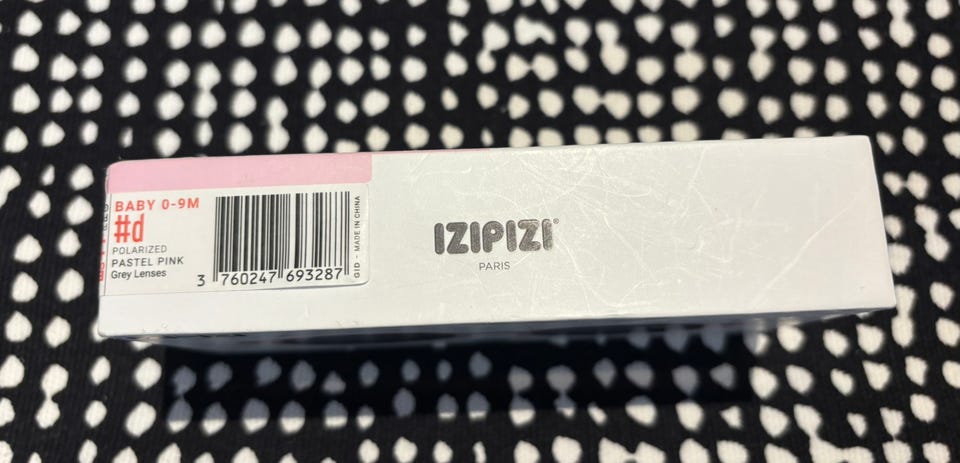 BABY 0-9M
#d
POLARIZED
PASTEL PINK
Grey Lenses
3 760247 693287
GID - MADE IN CHINA
IZIPIZI®
PARIS